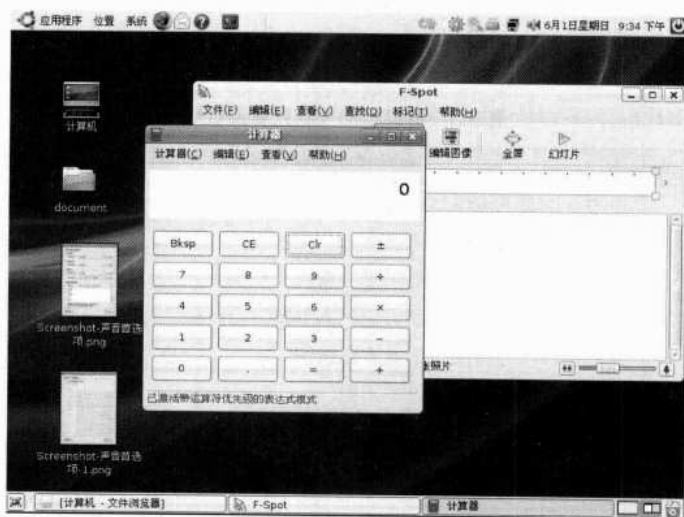 应用程序 位置 系统
6月1日星期日 9:34 下午
F-Spot
文件(F) 编辑(E) 查看(V) 查找(D) 标记(T) 帮助(H)
编辑图像 全屏 幻灯片
张照片
计算机
document
Screenshot-声音首选项.png
Screenshot-声音首选项-1.png
计算器
计算器(C) 编辑(E) 查看(V) 帮助(H)
0
Bksp CE Clr ±
7 8 9 ÷
4 5 6 ×
1 2 3 −
0 . = +
已激活带运算符优先级的表达式模式
[计算机 - 文件浏览器] F-Spot 计算器